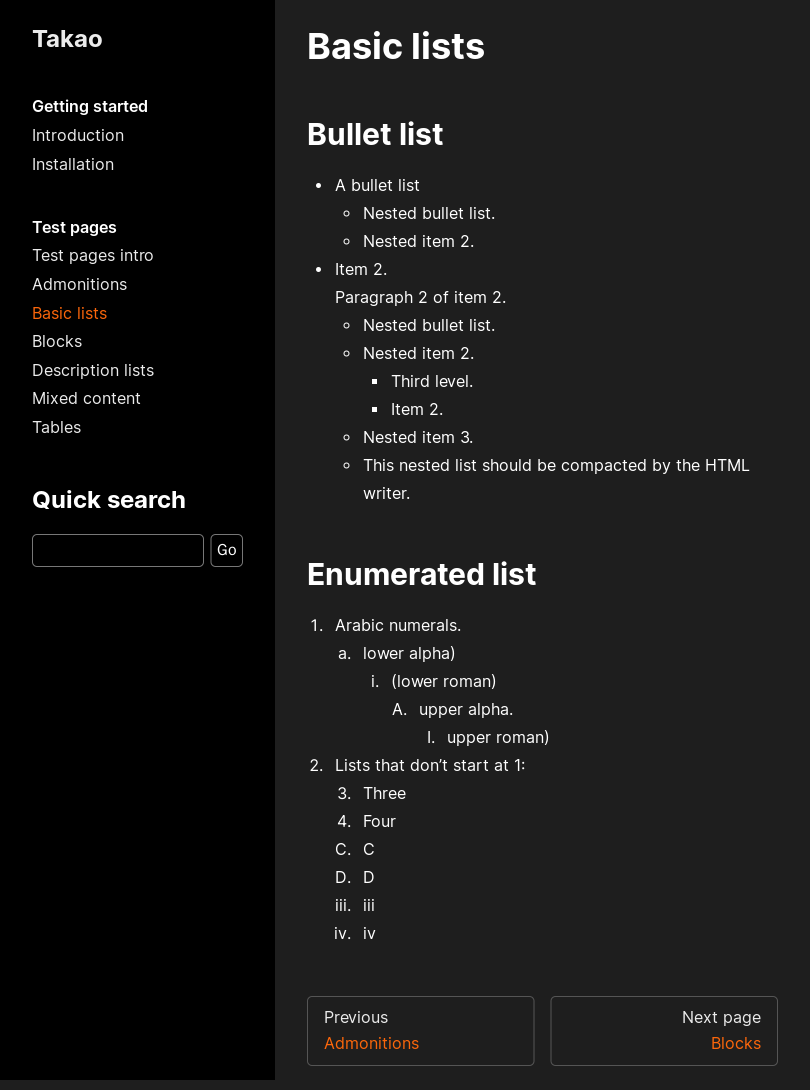 Takao
Getting started
Introduction
Installation
Test pages
Test pages intro
Admonitions
Basic lists
Blocks
Description lists
Mixed content
Tables
Quick search
Go
Basic lists
Bullet list
• A bullet list
◦ Nested bullet list.
◦ Nested item 2.
• Item 2.
Paragraph 2 of item 2.
◦ Nested bullet list.
◦ Nested item 2.
▪ Third level.
▪ Item 2.
◦ Nested item 3.
◦ This nested list should be compacted by the HTML
writer.
Enumerated list
1. Arabic numerals.
a. lower alpha)
i. (lower roman)
A. upper alpha.
I. upper roman)
2. Lists that don’t start at 1:
3. Three
4. Four
C. C
D. D
iii. iii
iv. iv
Previous
Admonitions
Next page
Blocks